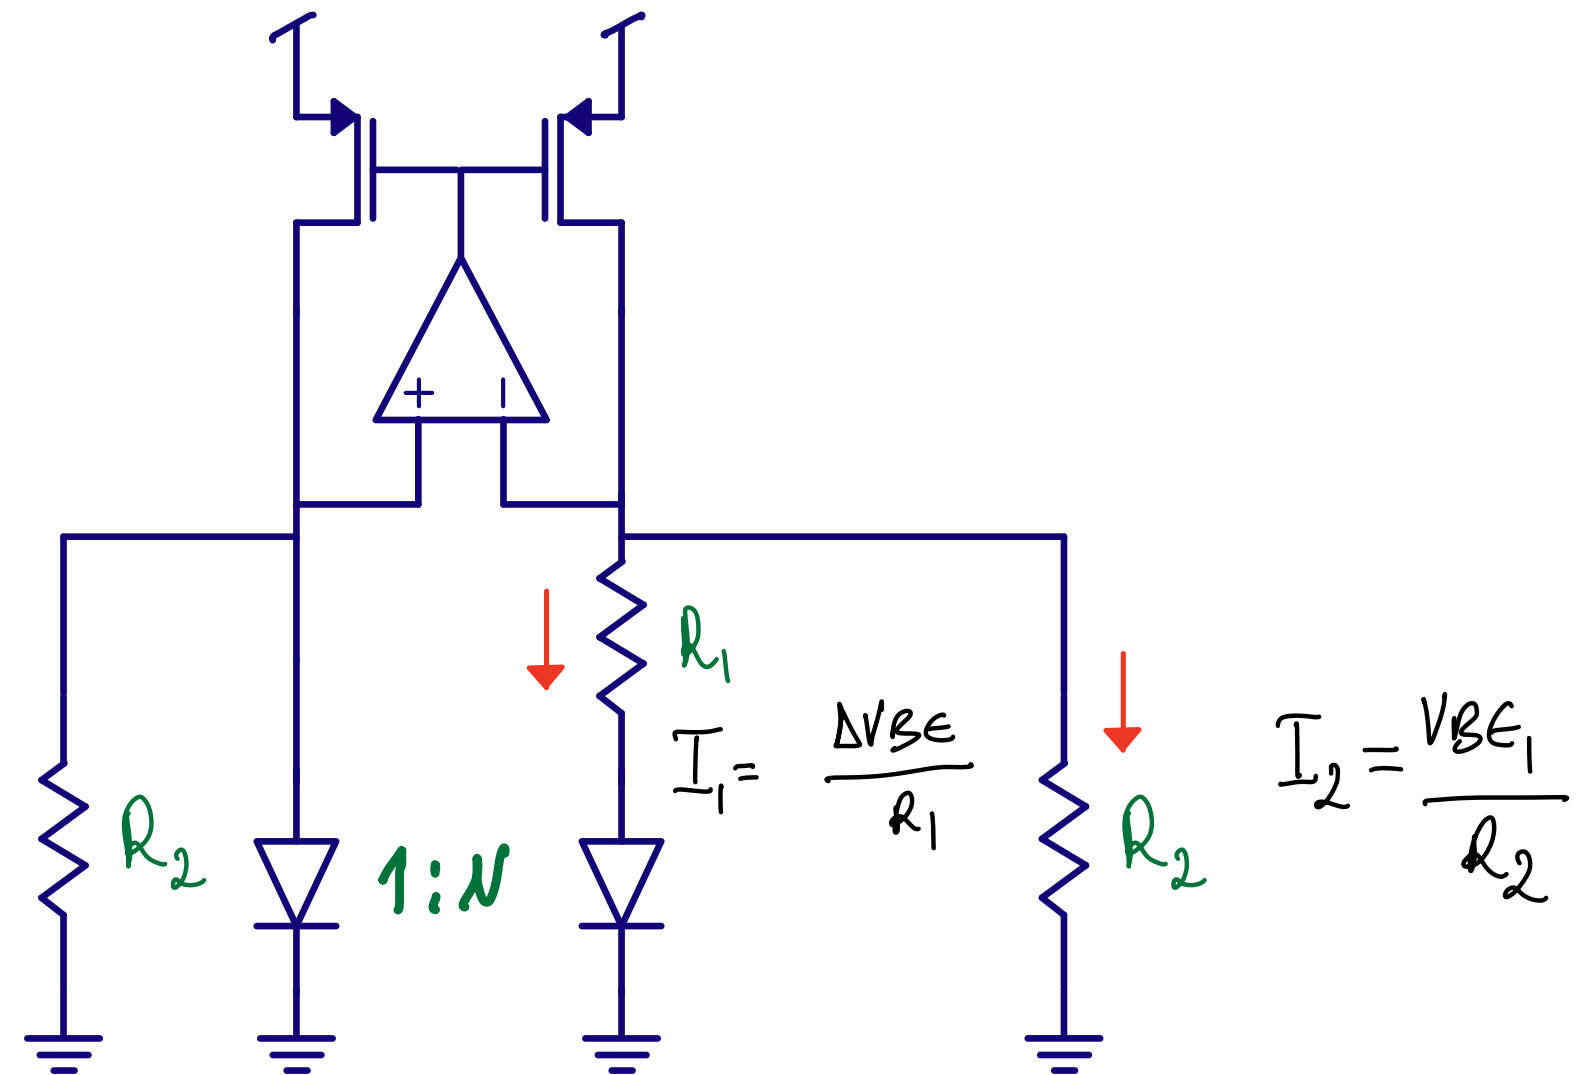 + −
R₁
I₁ = ΔVBE / R₁
I₂ = VBE₁ / R₂
R₂
1:N
R₂